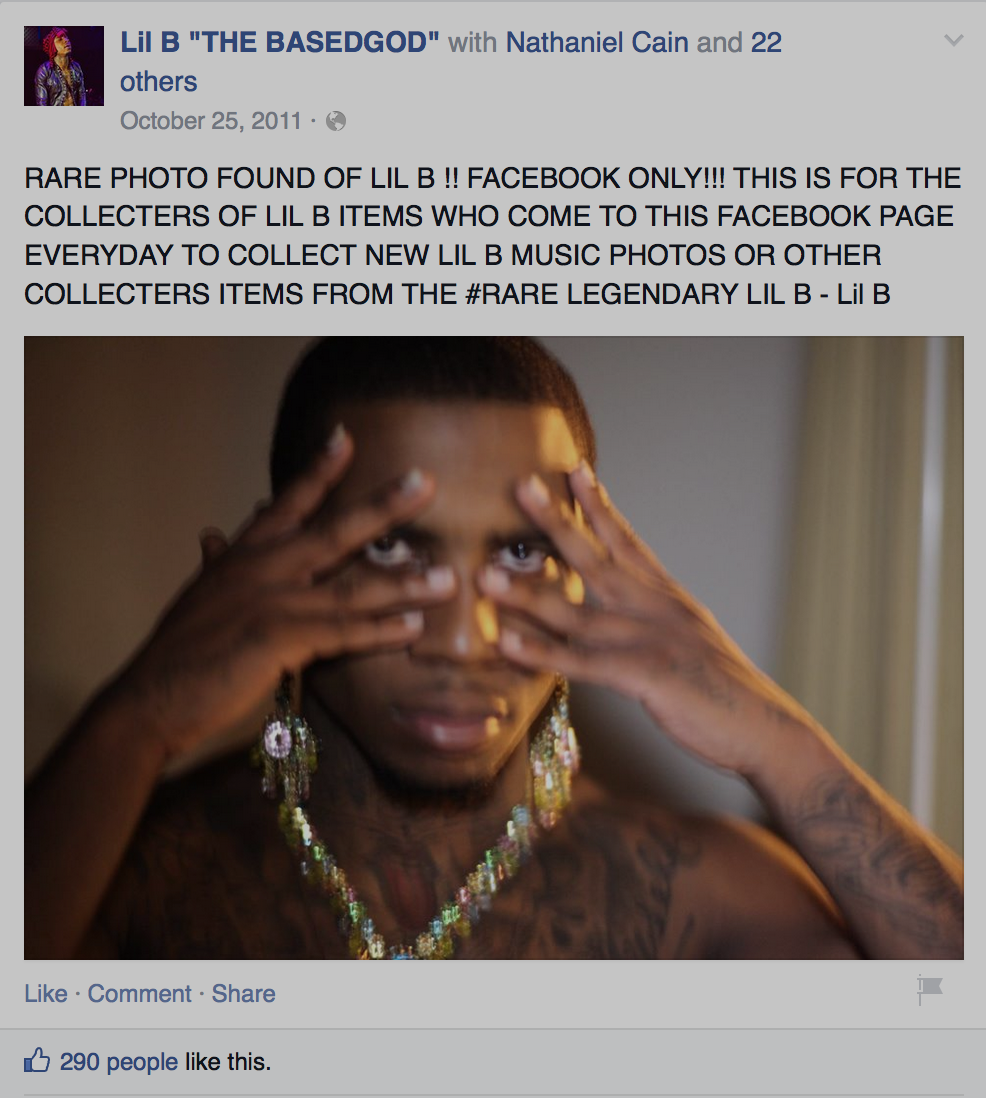 Lil B "THE BASEDGOD" with Nathaniel Cain and 22
others
October 25, 2011 ·
RARE PHOTO FOUND OF LIL B !! FACEBOOK ONLY!!! THIS IS FOR THE
COLLECTERS OF LIL B ITEMS WHO COME TO THIS FACEBOOK PAGE
EVERYDAY TO COLLECT NEW LIL B MUSIC PHOTOS OR OTHER
COLLECTERS ITEMS FROM THE #RARE LEGENDARY LIL B - Lil B
Like · Comment · Share
290 people like this.